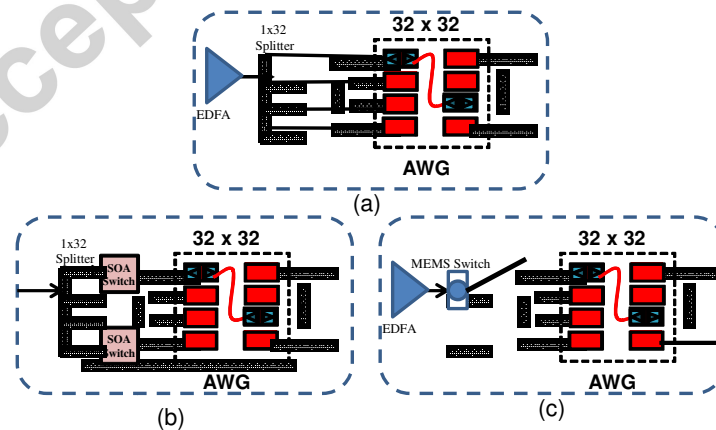 32 x 32
1x32
Splitter
EDFA
AWG
(a)
32 x 32
1x32
Splitter
SOA
Switch
SOA
Switch
AWG
(b)
32 x 32
MEMS Switch
EDFA
AWG
(c)